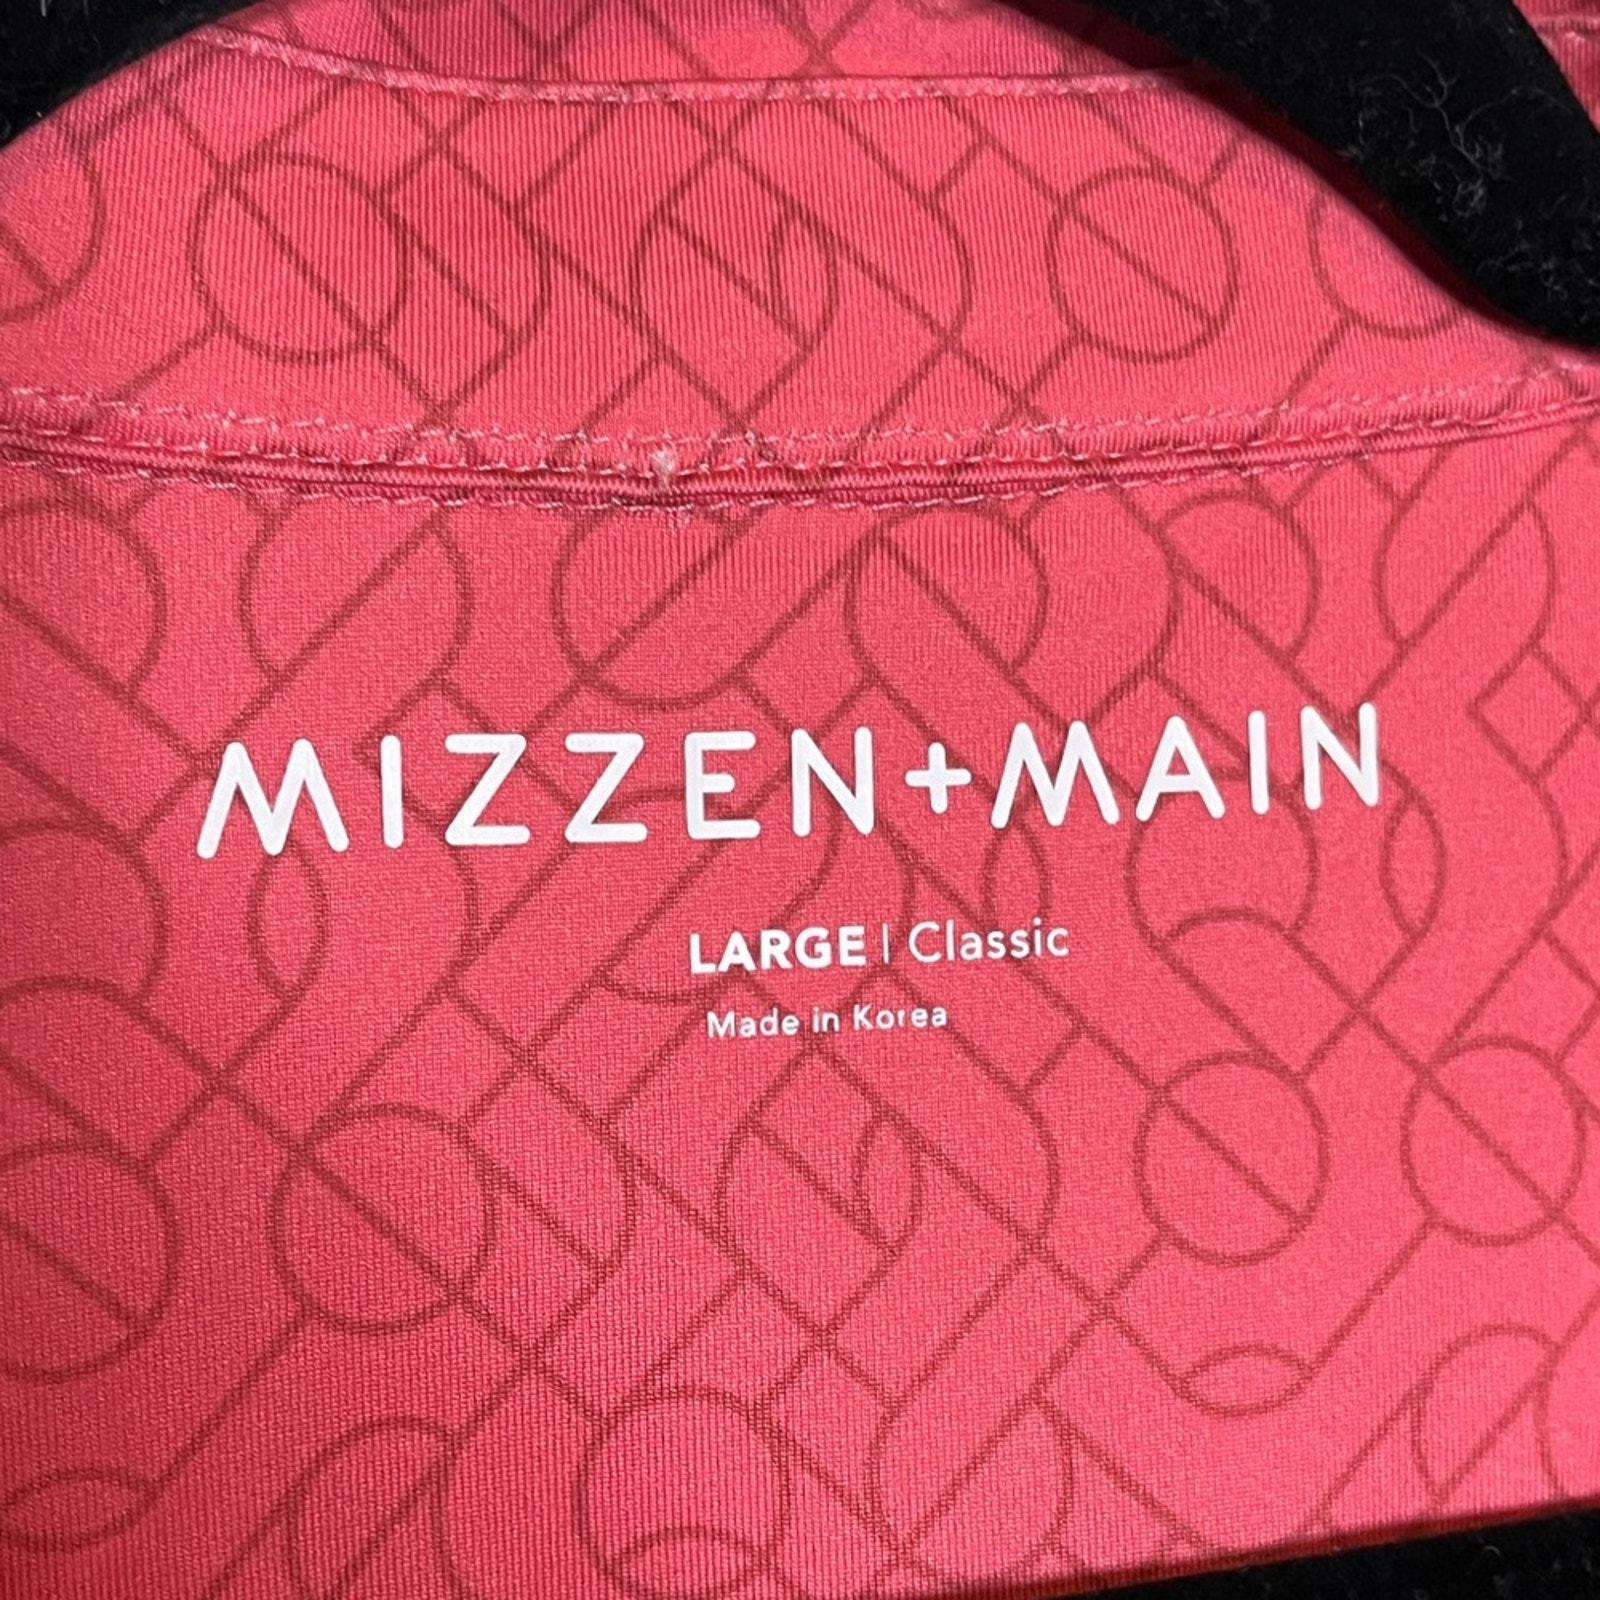 MIZZEN+MAIN
LARGE | Classic
Made in Korea